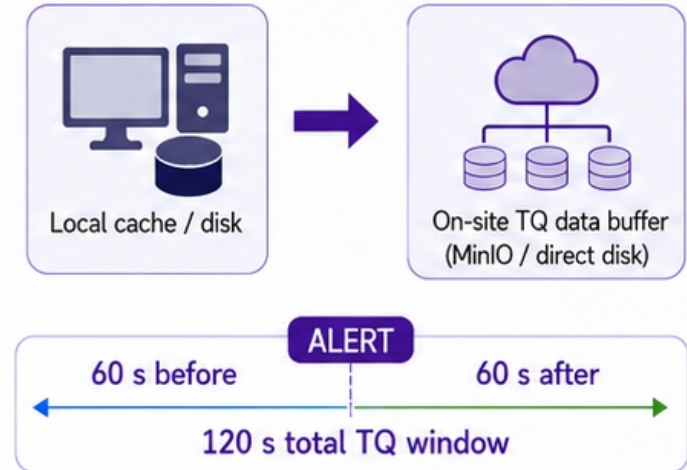 Local cache / disk
On-site TQ data buffer
(MinIO / direct disk)
ALERT
60 s before
60 s after
120 s total TQ window